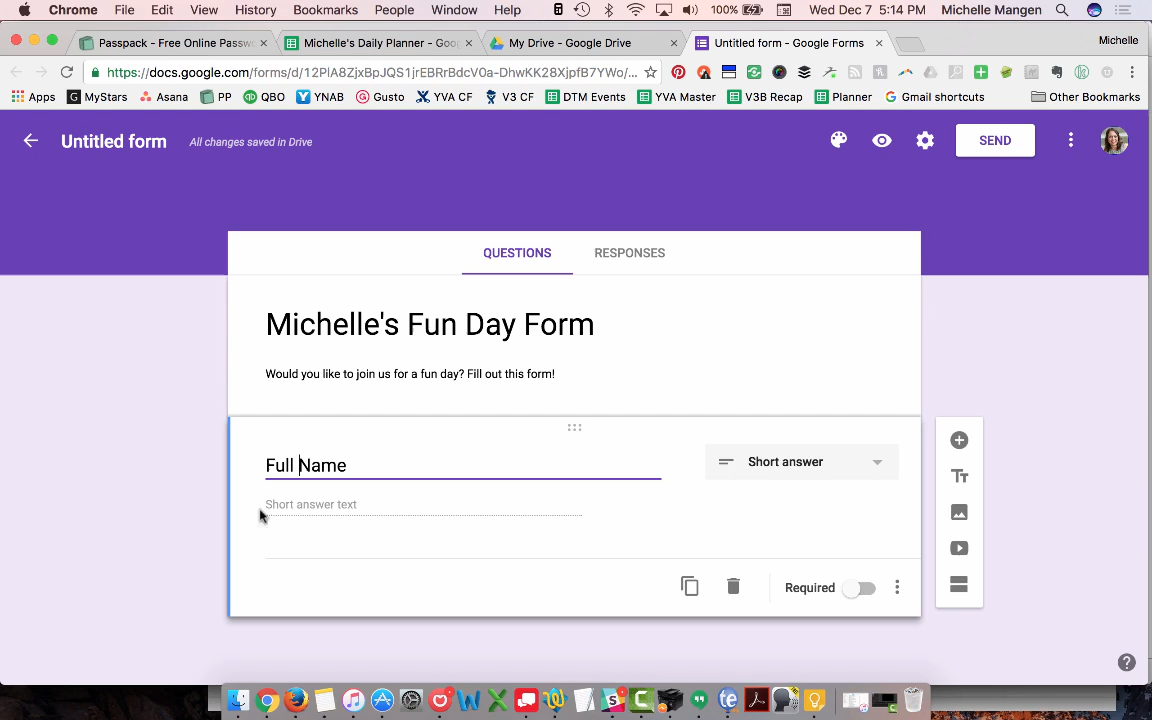 Chrome File Edit View History Bookmarks People Window Help 100% Wed Dec 7 5:14 PM Michelle Mangen
Passpack - Free Online Passw Michelle's Daily Planner - Goo My Drive - Google Drive Untitled form - Google Forms Michelle
https://docs.google.com/forms/d/12PlA8ZjxBpJQS1jrEBRrBdcV0a-DhwKK28XjpfB7YWo/...
Apps MyStars Asana PP QBO YNAB Gusto YVA CF V3 CF DTM Events YVA Master V3B Recap Planner Gmail shortcuts Other Bookmarks
Untitled form All changes saved in Drive SEND
QUESTIONS RESPONSES
Michelle's Fun Day Form
Would you like to join us for a fun day? Fill out this form!
Full Name Short answer
Short answer text
Required